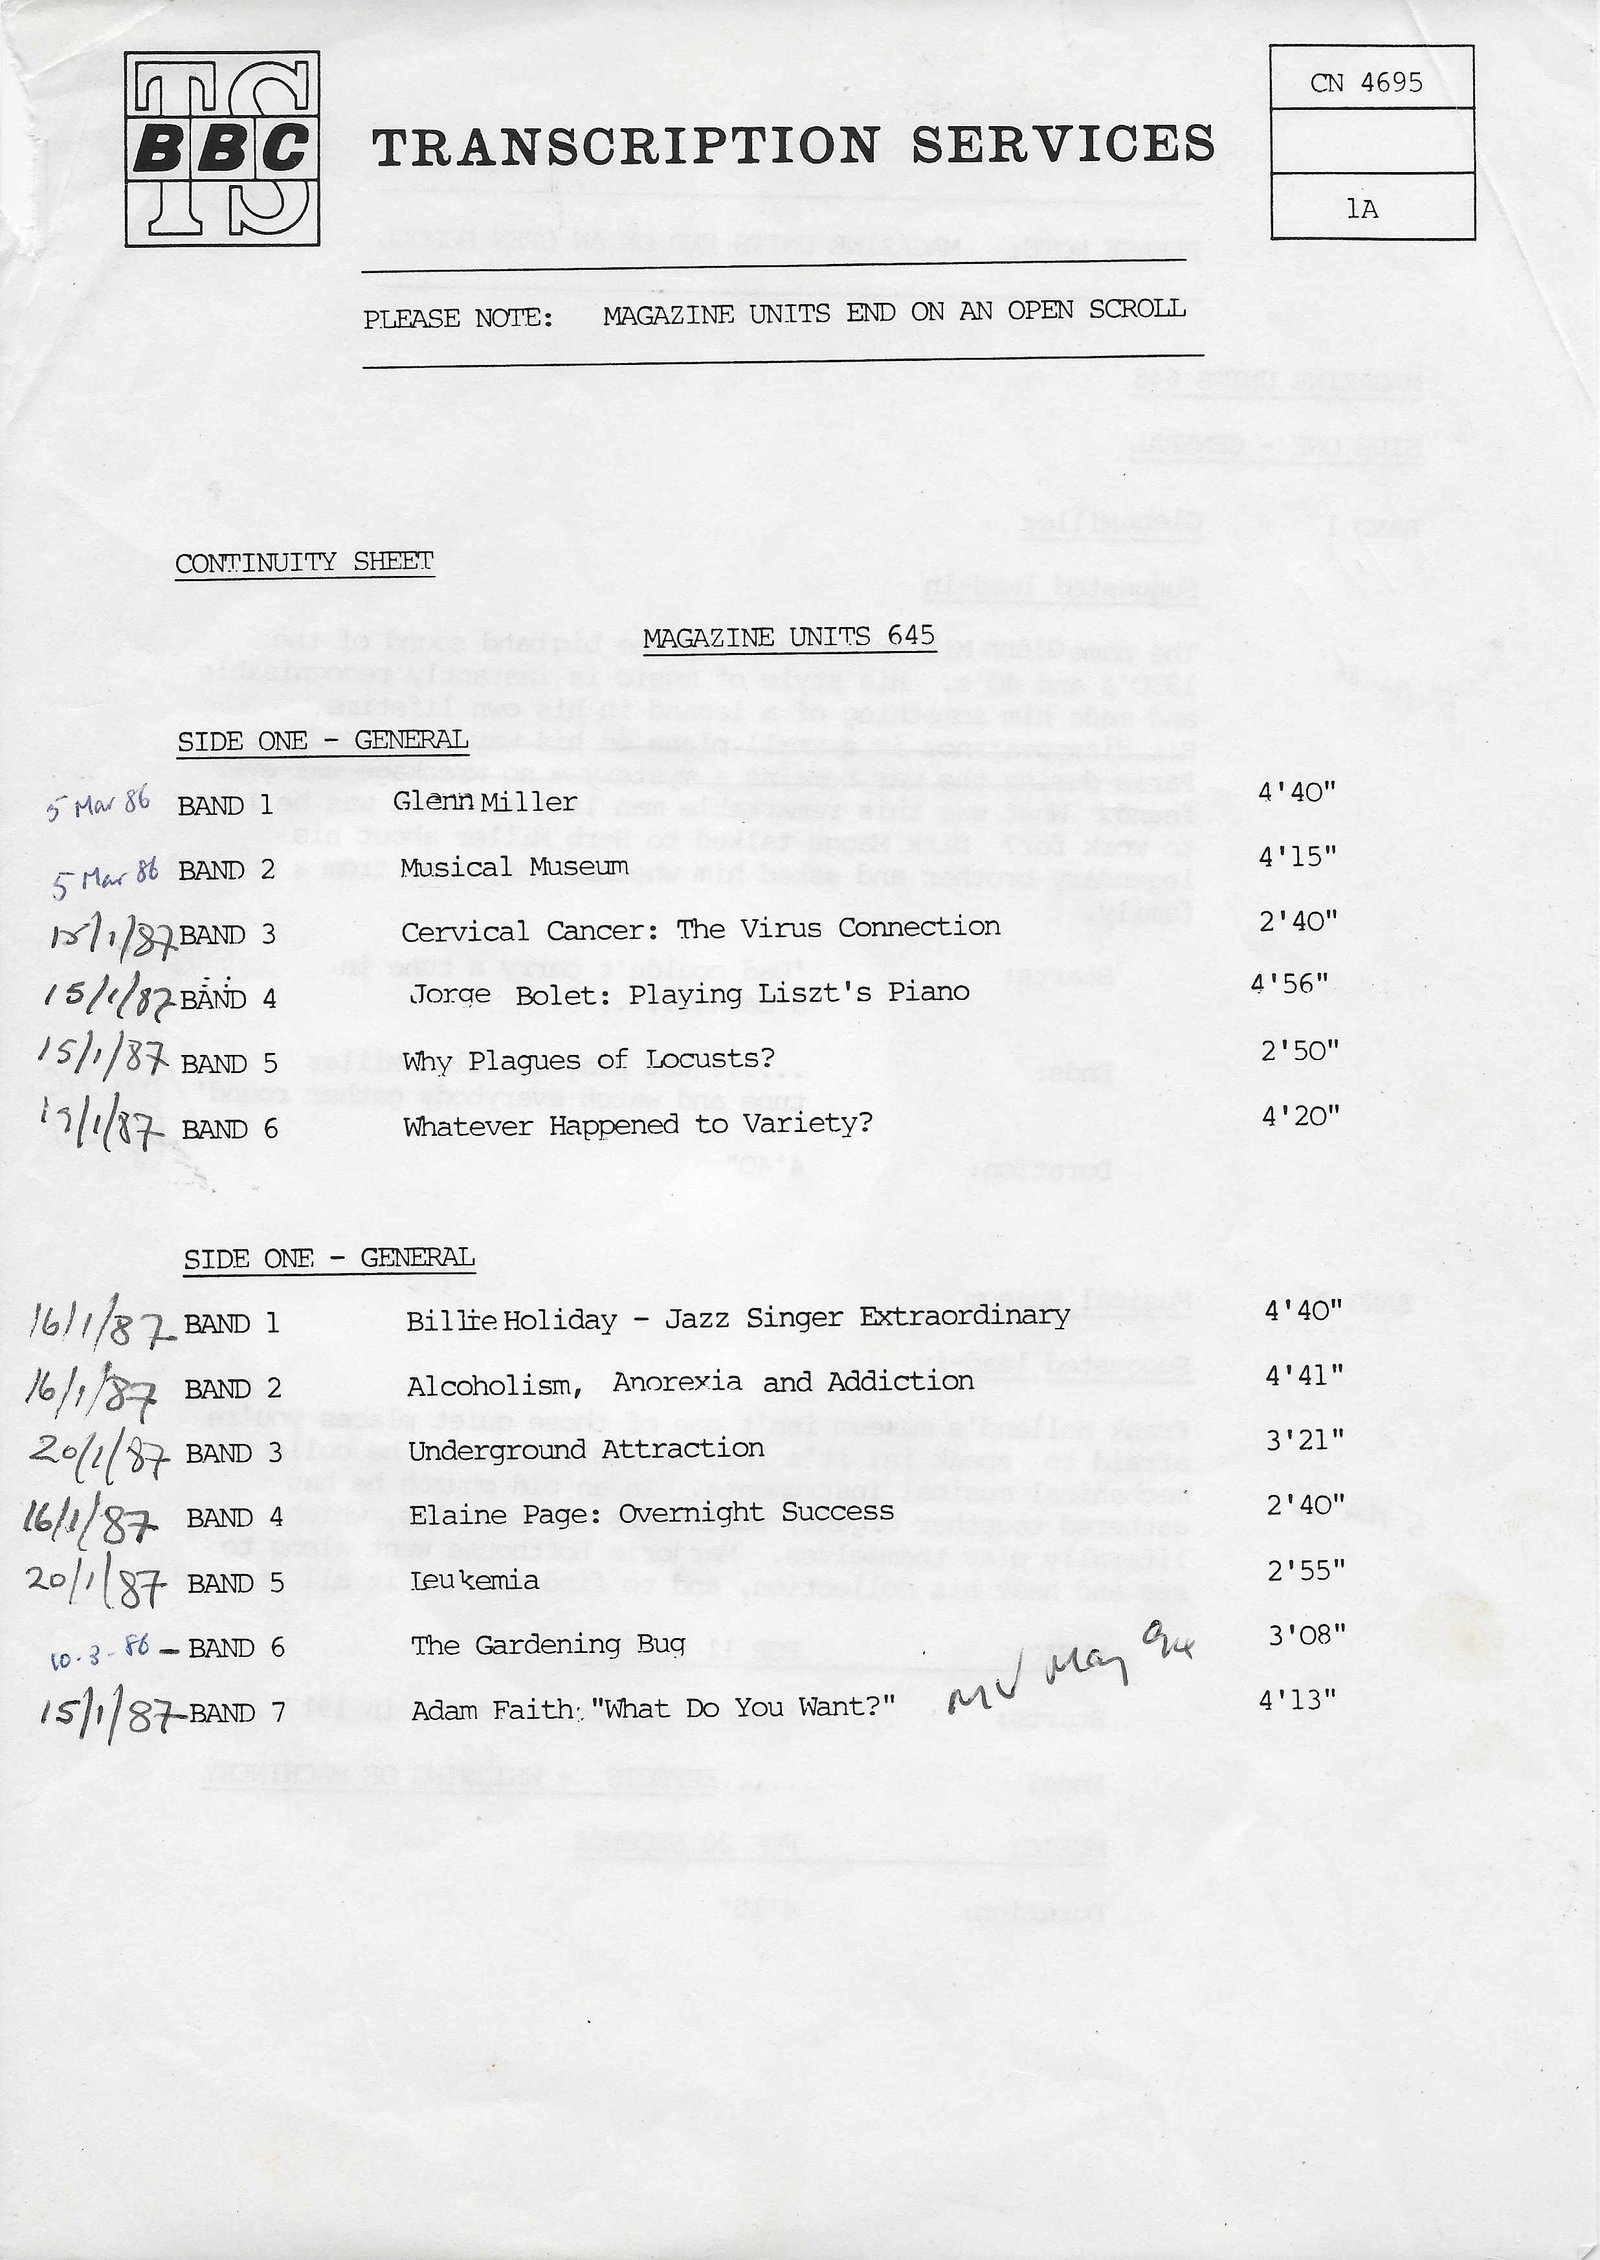 TS
BBC
TS
TRANSCRIPTION SERVICES
CN 4695
1A
PLEASE NOTE: MAGAZINE UNITS END ON AN OPEN SCROLL
CONTINUITY SHEET
MAGAZINE UNITS 645
SIDE ONE - GENERAL
5 Mar 86 BAND 1 Glenn Miller 4'40"
5 Mar 86 BAND 2 Musical Museum 4'15"
15/1/87 BAND 3 Cervical Cancer: The Virus Connection 2'40"
15/1/87 BAND 4 Jorge Bolet: Playing Liszt's Piano 4'56"
15/1/87 BAND 5 Why Plagues of Locusts? 2'50"
19/1/87 BAND 6 Whatever Happened to Variety? 4'20"
SIDE ONE - GENERAL
16/1/87 BAND 1 Billie Holiday - Jazz Singer Extraordinary 4'40"
16/1/87 BAND 2 Alcoholism, Anorexia and Addiction 4'41"
20/1/87 BAND 3 Underground Attraction 3'21"
16/1/87 BAND 4 Elaine Page: Overnight Success 2'40"
20/1/87 BAND 5 Leukemia 2'55"
10.3.86 - BAND 6 The Gardening Bug 3'08"
15/1/87 - BAND 7 Adam Faith: "What Do You Want?" May 4'13"